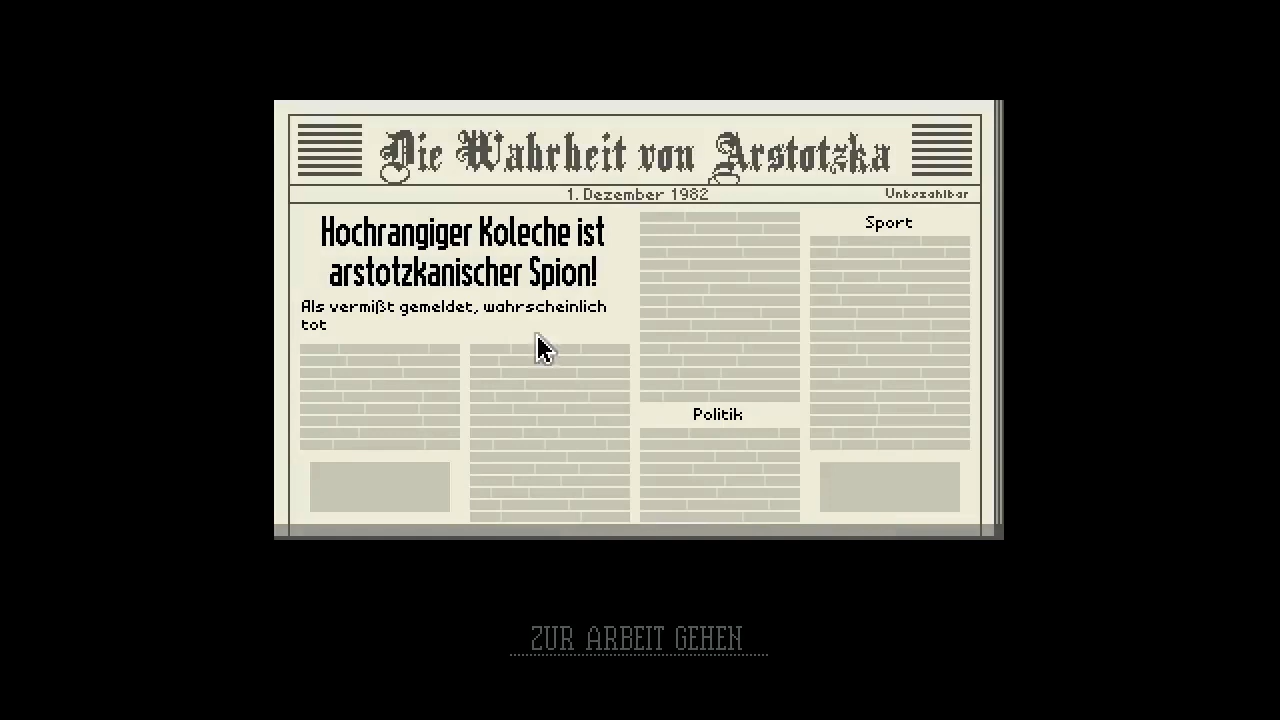 Die Wahrheit von Arstotzka
1. Dezember 1982
Unbezahlbar
Hochrangiger Koleche ist
arstotzkanischer Spion!
Als vermißt gemeldet, wahrscheinlich
tot
Politik
Sport
ZUR ARBEIT GEHEN